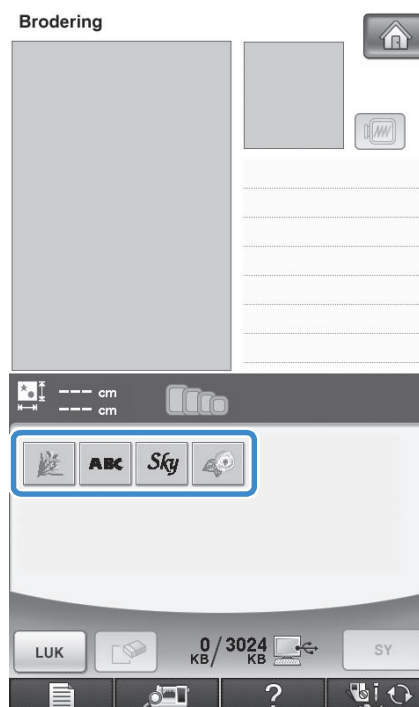 Brodering
--- cm
--- cm
ABC Sky
LUK 0 KB / 3024 KB SY
?